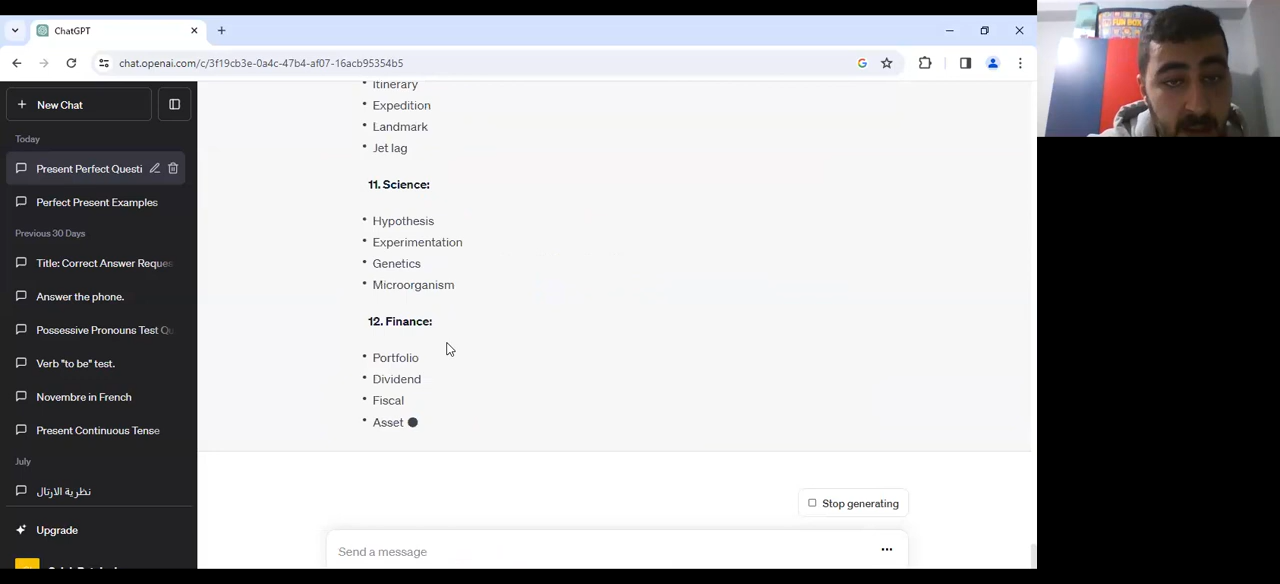 ChatGPT
chat.openai.com/c/3f19cb3e-0a4c-47b4-af07-16acb95354b5
New Chat
Today
Present Perfect Questi
Perfect Present Examples
Previous 30 Days
Title: Correct Answer Reques
Answer the phone.
Possessive Pronouns Test Qu
Verb "to be" test.
Novembre in French
Present Continuous Tense
July
نظرية الارتال
Upgrade
Itinerary
Expedition
Landmark
Jet lag
11. Science:
Hypothesis
Experimentation
Genetics
Microorganism
12. Finance:
Portfolio
Dividend
Fiscal
Asset
Stop generating
Send a message
FUN BOX